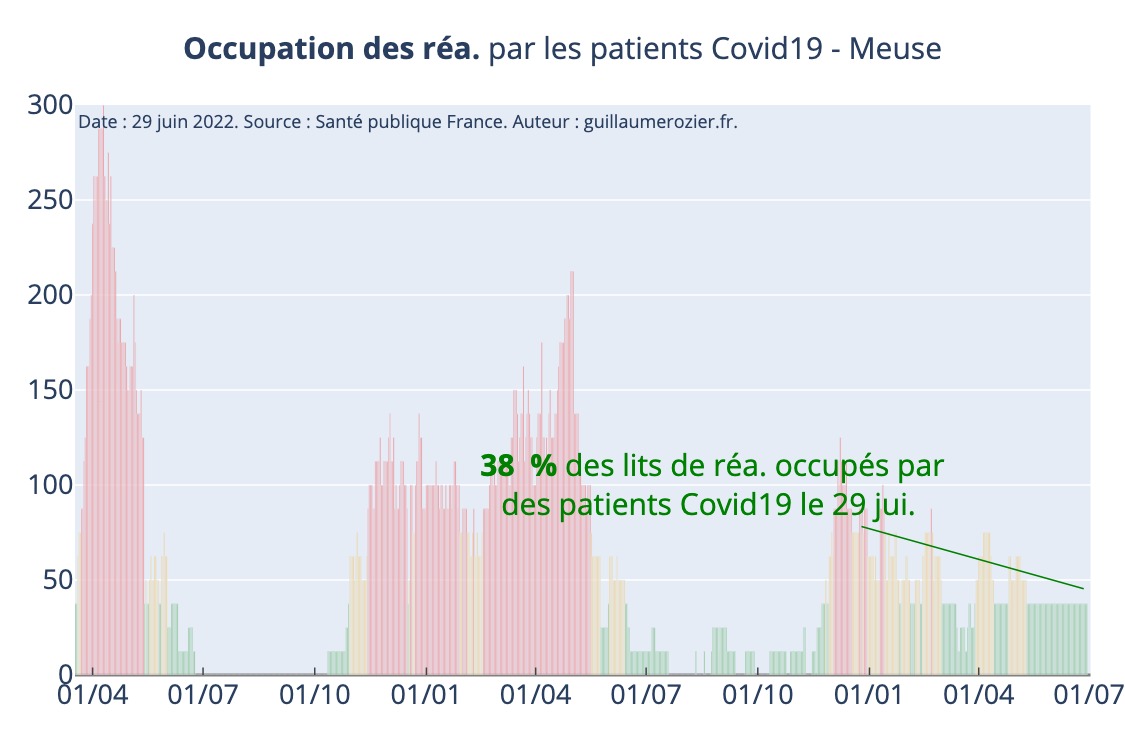 Occupation des réa. par les patients Covid19 - Meuse
300
Date : 29 juin 2022. Source : Santé publique France. Auteur : guillaumerozier.fr.
250
200
150
100
50
0
38 % des lits de réa. occupés par
des patients Covid19 le 29 jui.
01/04 01/07 01/10 01/01 01/04 01/07 01/10 01/01 01/04 01/07